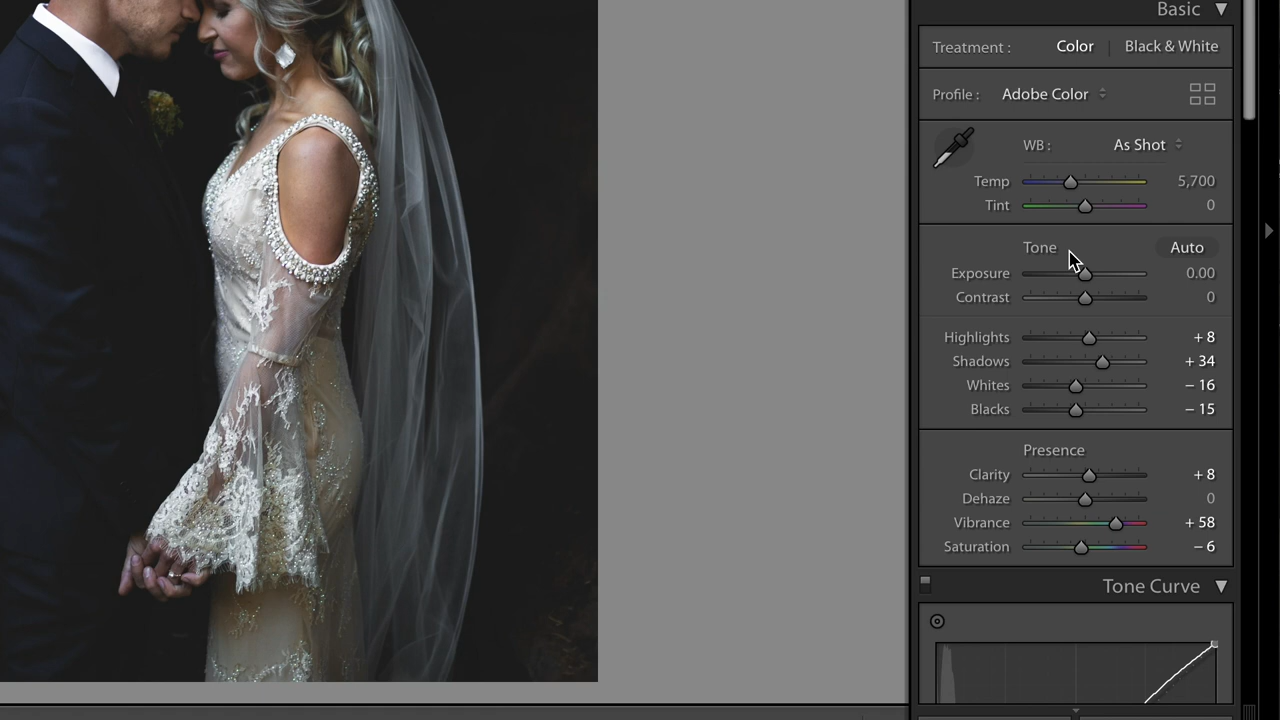 Basic ▼
Treatment : Color | Black & White
Profile : Adobe Color
WB : As Shot
Temp 5,700
Tint 0
Tone Auto
Exposure 0.00
Contrast 0
Highlights + 8
Shadows + 34
Whites – 16
Blacks – 15
Presence
Clarity + 8
Dehaze 0
Vibrance + 58
Saturation – 6
Tone Curve ▼